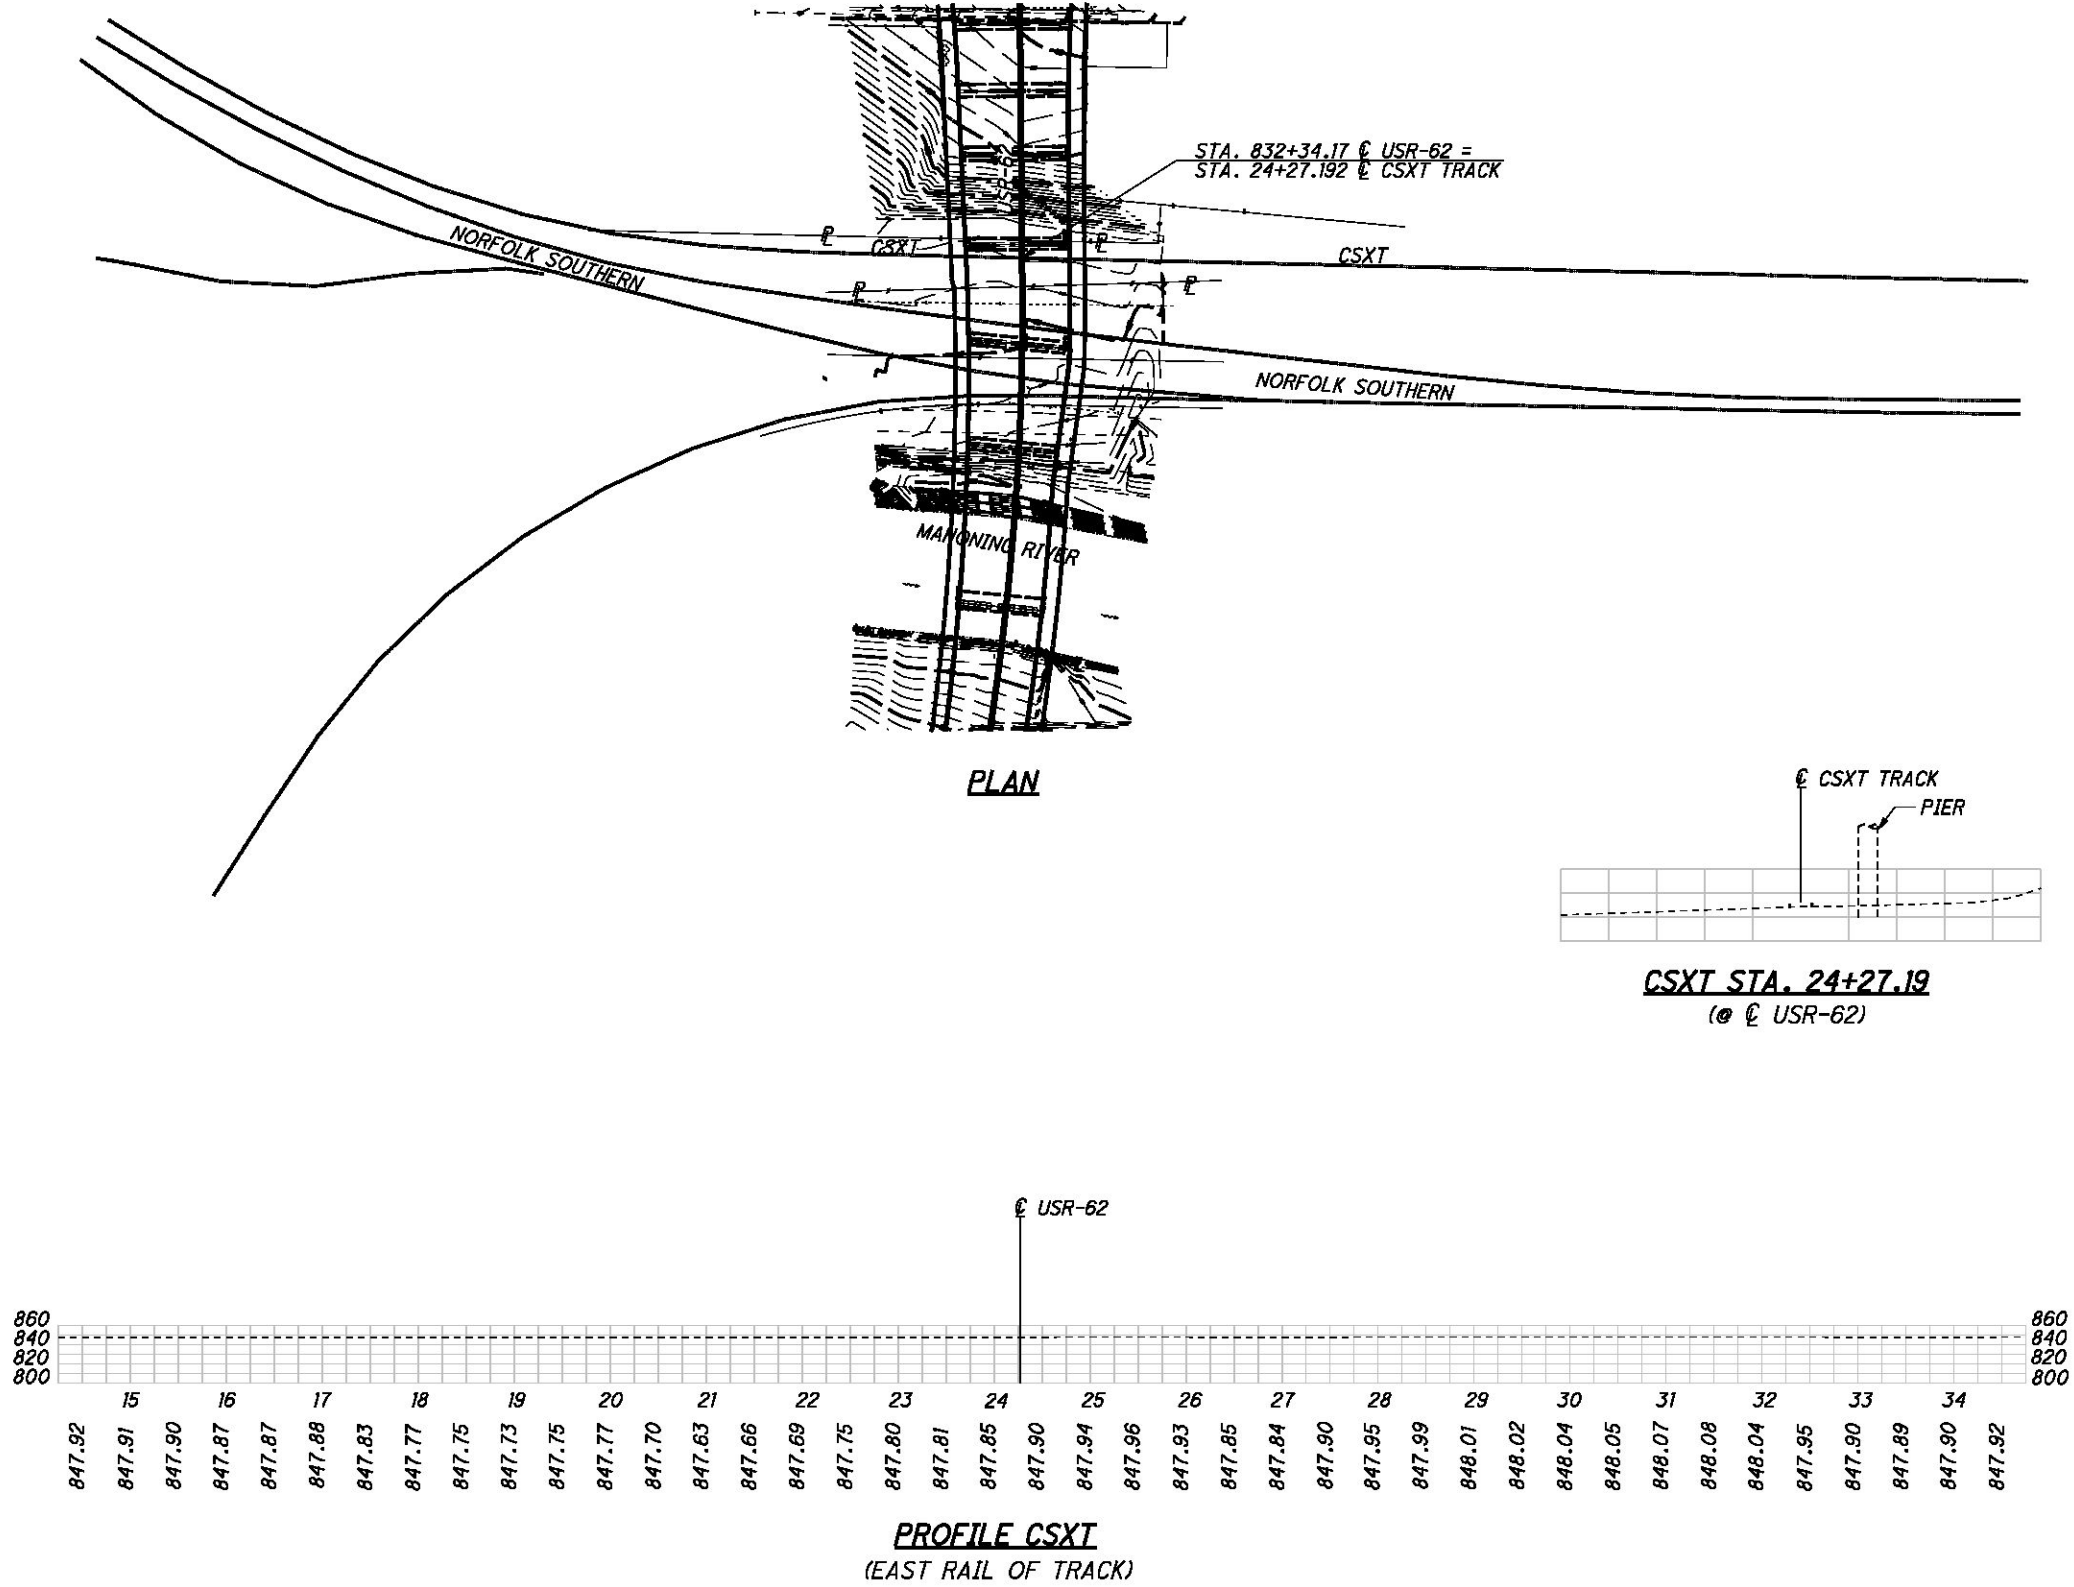 STA. 832+34.17 ℄ USR-62 =
STA. 24+27.192 ℄ CSXT TRACK
USR-62
℄
CSXT
℄
CSXT
NORFOLK SOUTHERN
℄
℄
NORFOLK SOUTHERN
MAHONING RIVER
PLAN
℄ CSXT TRACK
PIER
CSXT STA. 24+27.19
(@ ℄ USR-62)
℄ USR-62
860 860
840 840
820 820
800 800
15 16 17 18 19 20 21 22 23 24 25 26 27 28 29 30 31 32 33 34
847.92 847.91 847.90 847.87 847.87 847.88 847.83 847.77 847.75 847.73 847.75 847.77 847.70 847.63 847.66 847.69 847.75 847.80 847.81 847.85 847.90 847.94 847.96 847.93 847.85 847.84 847.90 847.95 847.99 848.01 848.02 848.04 848.05 848.07 848.08 848.04 847.95 847.90 847.89 847.90 847.92
PROFILE CSXT
(EAST RAIL OF TRACK)